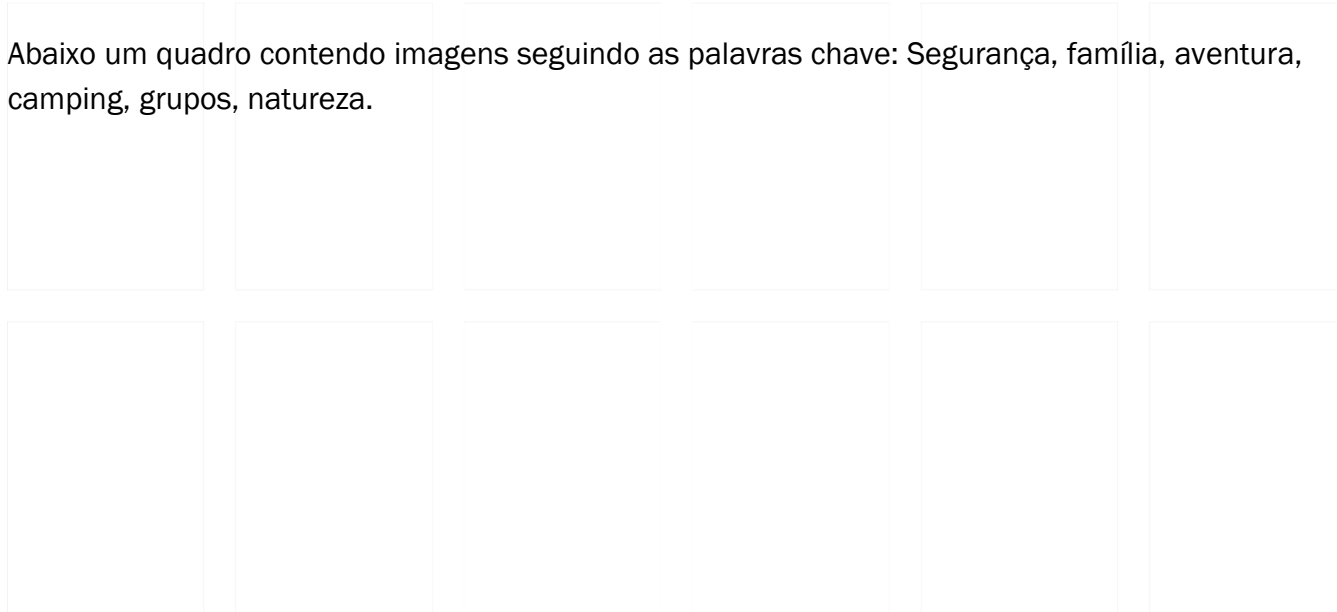 Abaixo um quadro contendo imagens seguindo as palavras chave: Segurança, família, aventura,
camping, grupos, natureza.